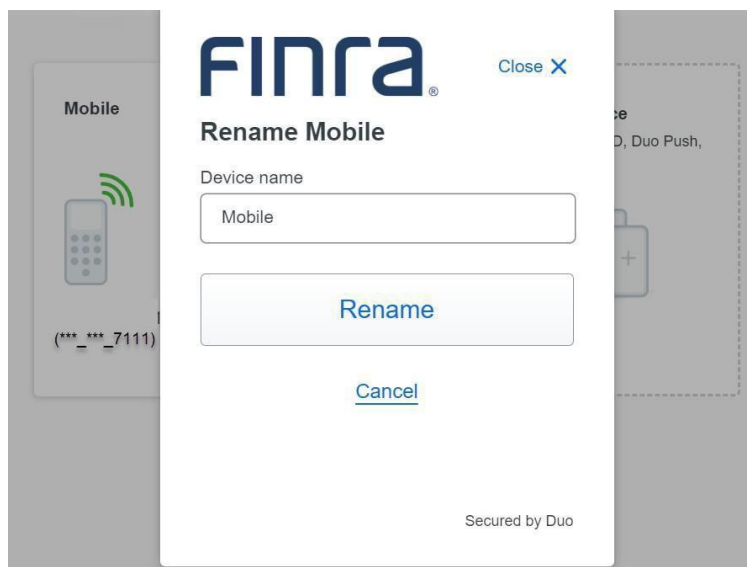 Finra®
Close X
Rename Mobile
Device name
Mobile
Rename
Cancel
Secured by Duo
Mobile
(***_***_7111)
D, Duo Push,